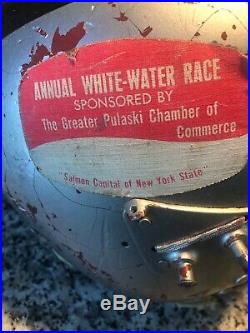 ANNUAL WHITE-WATER RACE
SPONSORED BY
The Greater Pulaski Chamber of
Commerce
"Salmon Capital of New York State"